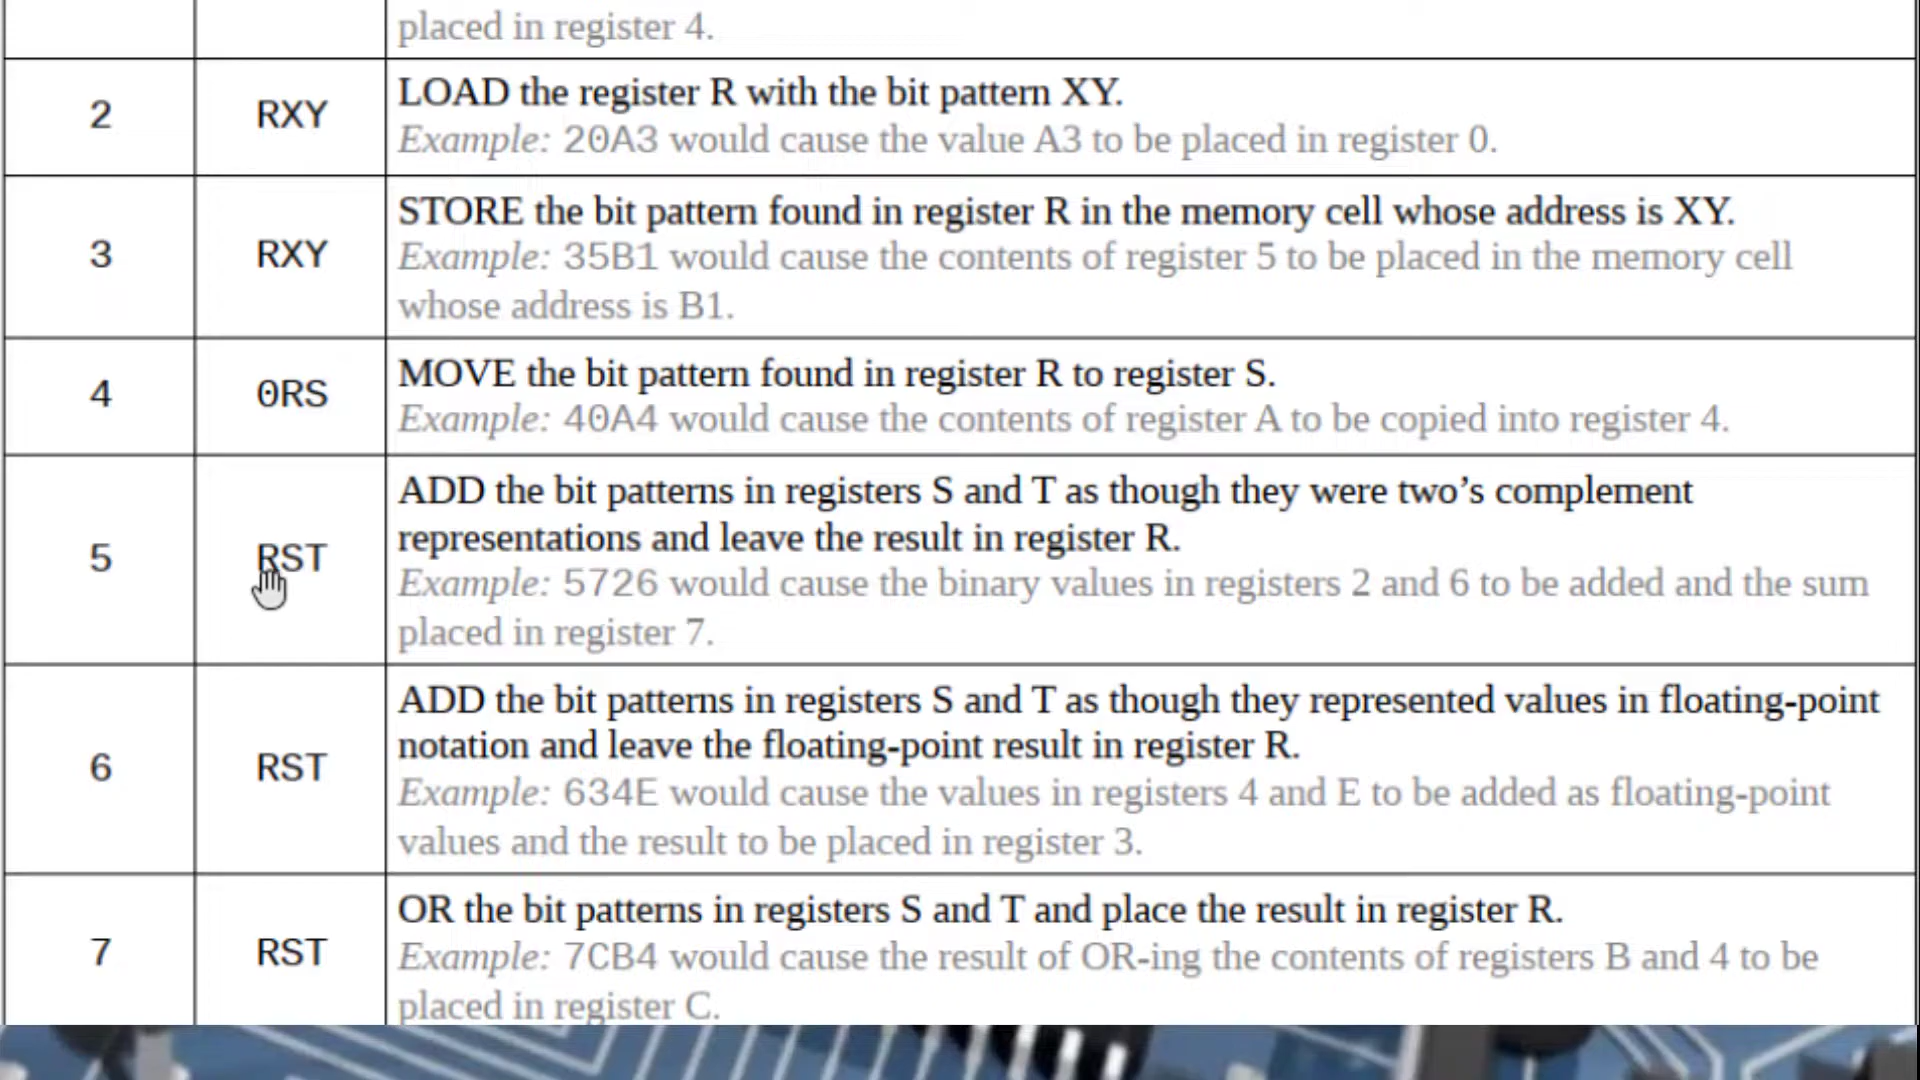 placed in register 4.
2 RXY LOAD the register R with the bit pattern XY.
Example: 20A3 would cause the value A3 to be placed in register 0.
3 RXY STORE the bit pattern found in register R in the memory cell whose address is XY.
Example: 35B1 would cause the contents of register 5 to be placed in the memory cell
whose address is B1.
4 0RS MOVE the bit pattern found in register R to register S.
Example: 40A4 would cause the contents of register A to be copied into register 4.
5 RST ADD the bit patterns in registers S and T as though they were two’s complement
representations and leave the result in register R.
Example: 5726 would cause the binary values in registers 2 and 6 to be added and the sum
placed in register 7.
6 RST ADD the bit patterns in registers S and T as though they represented values in floating-point
notation and leave the floating-point result in register R.
Example: 634E would cause the values in registers 4 and E to be added as floating-point
values and the result to be placed in register 3.
7 RST OR the bit patterns in registers S and T and place the result in register R.
Example: 7CB4 would cause the result of OR-ing the contents of registers B and 4 to be
placed in register C.